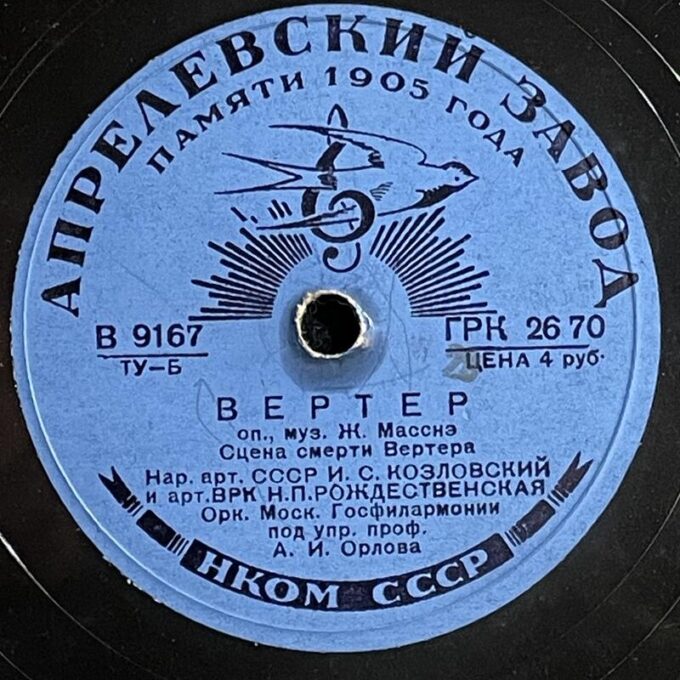 АПРЕЛЕВСКИЙ ЗАВОД
ПАМЯТИ 1905 ГОДА
В 9167
ТУ-Б
ГРК 2670
ЦЕНА 4 руб.
ВЕРТЕР
оп., муз. Ж. Масснэ
Сцена смерти Вертера
Нар. арт. СССР И. С. КОЗЛОВСКИЙ
и арт. ВРК Н.П.РОЖДЕСТВЕНСКАЯ
Орк. Моск. Госфилармонии
под упр. проф.
А. И. Орлова
НКОМ СССР